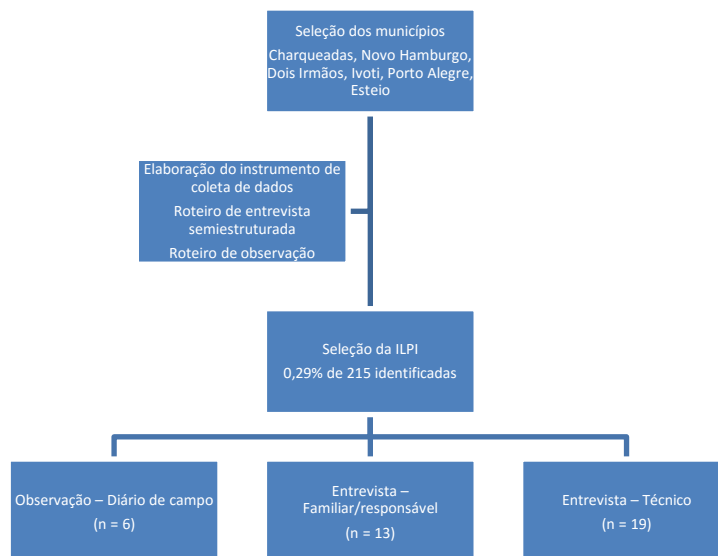 Seleção dos municípios
Charqueadas, Novo Hamburgo,
Dois Irmãos, Ivoti, Porto Alegre,
Esteio
Elaboração do instrumento de
coleta de dados
Roteiro de entrevista
semiestruturada
Roteiro de observação
Seleção da ILPI
0,29% de 215 identificadas
Observação – Diário de campo
(n = 6)
Entrevista –
Familiar/responsável
(n = 13)
Entrevista – Técnico
(n = 19)